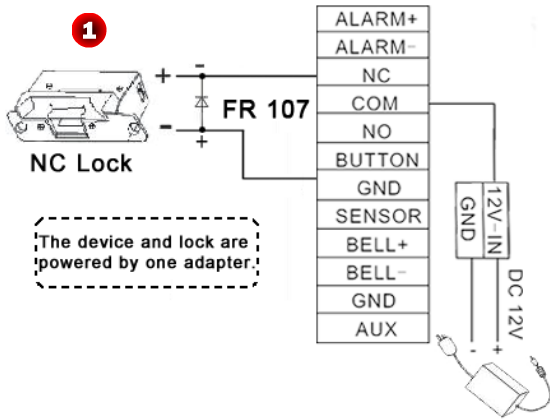 1
ALARM+
ALARM-
NC
COM
NO
BUTTON
GND
SENSOR
BELL+
BELL-
GND
AUX
+ -
- +
FR 107
NC Lock
The device and lock are
powered by one adapter.
GND
12V-IN
DC 12V
- +